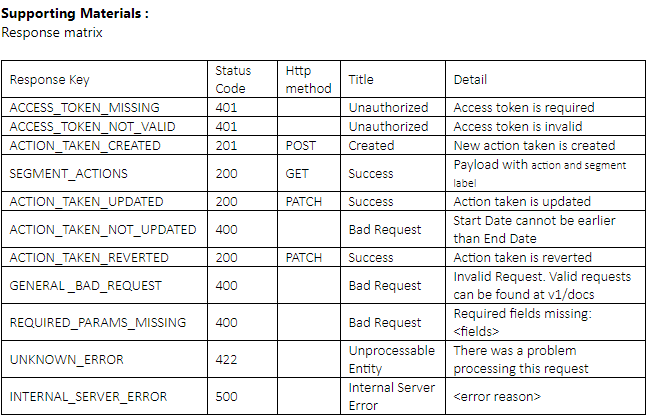 Supporting Materials :
Response matrix
Response Key Status Code Http method Title Detail
ACCESS_TOKEN_MISSING 401 Unauthorized Access token is required
ACCESS_TOKEN_NOT_VALID 401 Unauthorized Access token is invalid
ACTION_TAKEN_CREATED 201 POST Created New action taken is created
SEGMENT_ACTIONS 200 GET Success Payload with action and segment label
ACTION_TAKEN_UPDATED 200 PATCH Success Action taken is updated
ACTION_TAKEN_NOT_UPDATED 400 Bad Request Start Date cannot be earlier than End Date
ACTION_TAKEN_REVERTED 200 PATCH Success Action taken is reverted
GENERAL_BAD_REQUEST 400 Bad Request Invalid Request. Valid requests can be found at v1/docs
REQUIRED_PARAMS_MISSING 400 Bad Request Required fields missing: <fields>
UNKNOWN_ERROR 422 Unprocessable Entity There was a problem processing this request
INTERNAL_SERVER_ERROR 500 Internal Server Error <error reason>